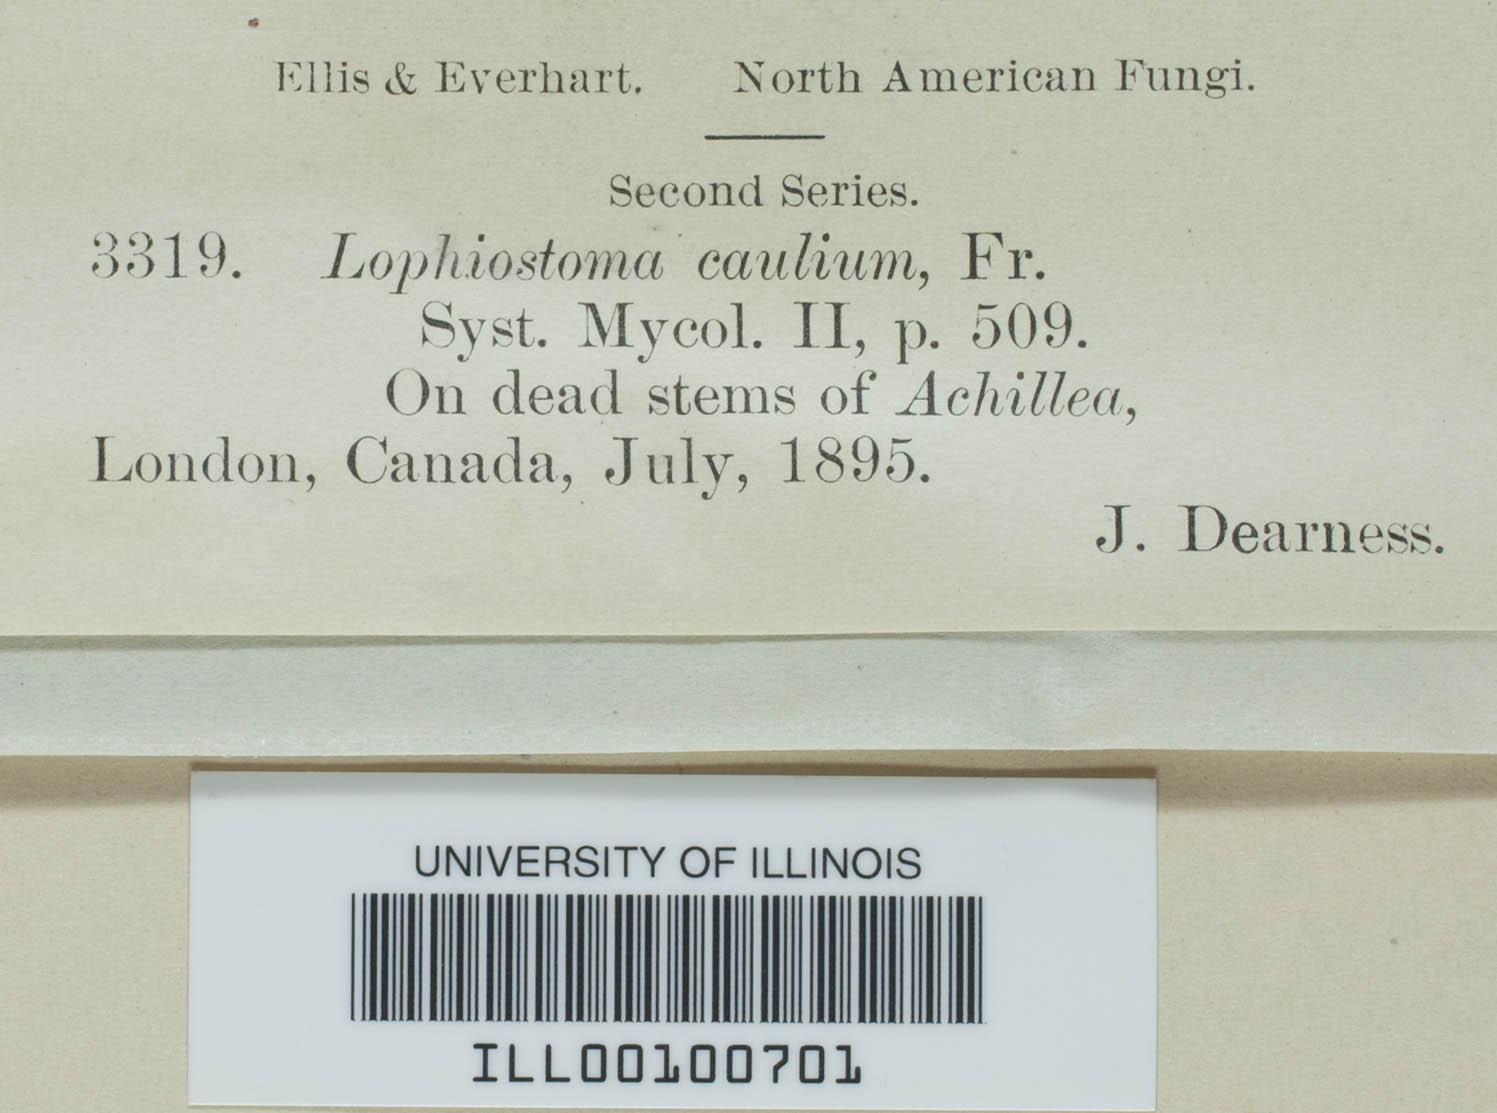 Ellis & Everhart. North American Fungi.
Second Series.
3319. Lophiostoma caulium, Fr.
Syst. Mycol. II, p. 509.
On dead stems of Achillea,
London, Canada, July, 1895.
J. Dearness.
UNIVERSITY OF ILLINOIS
ILL00100701